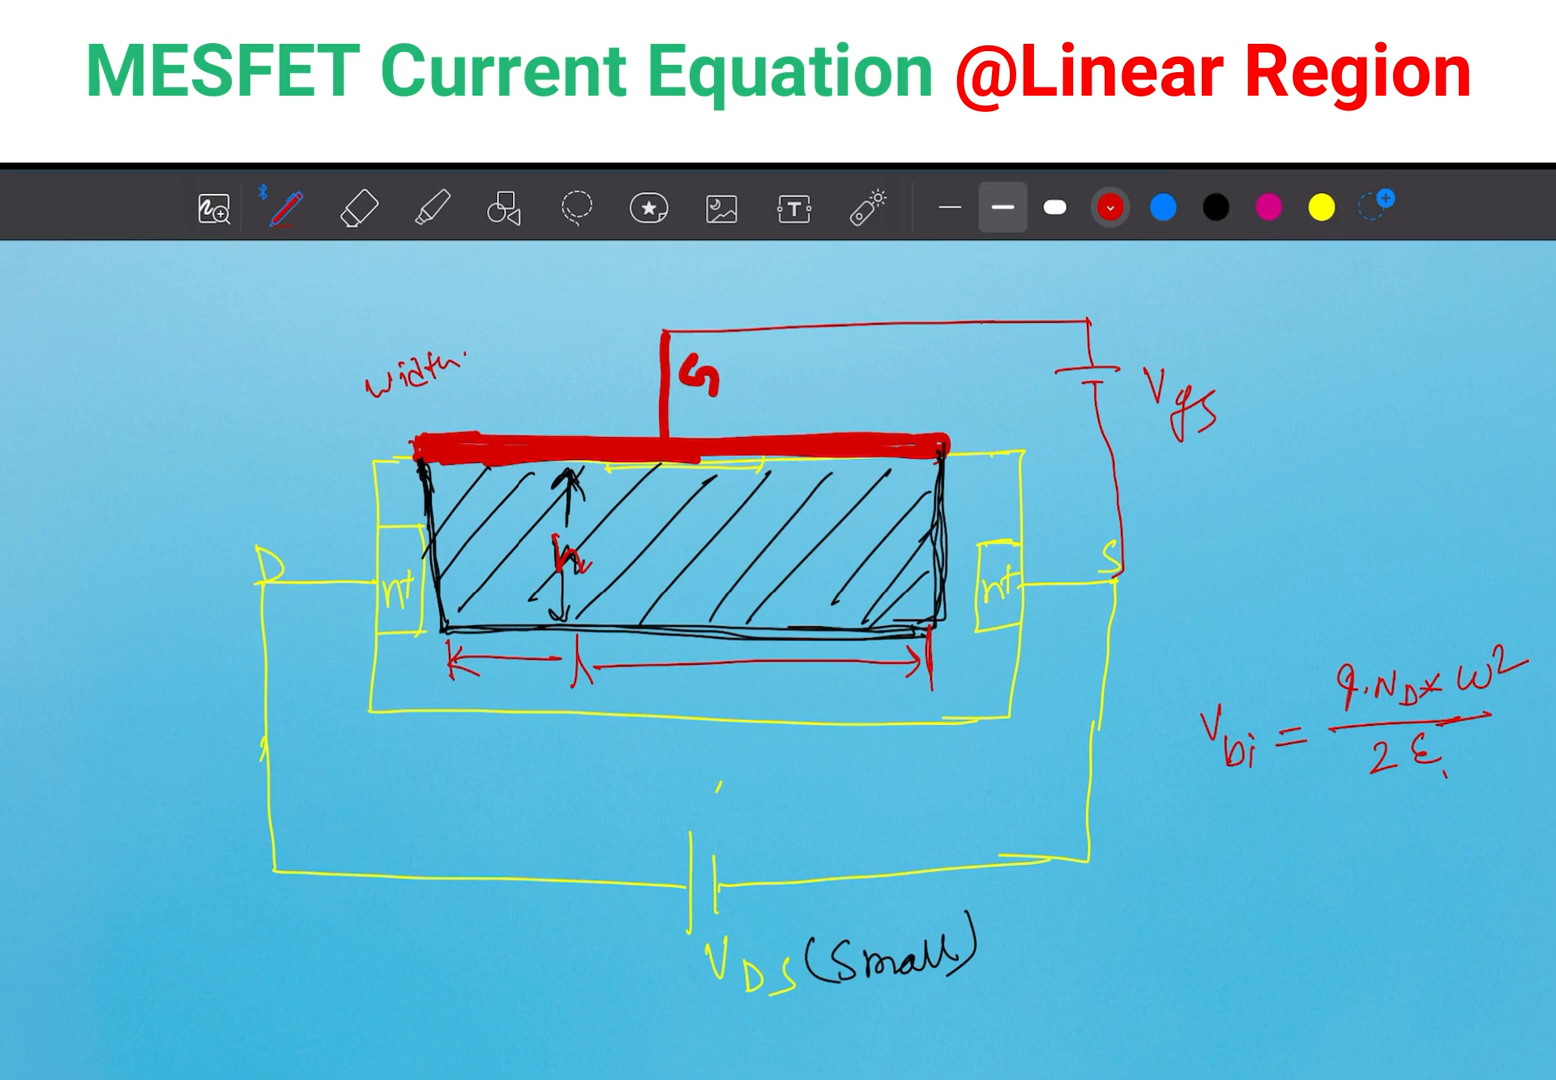 MESFET Current Equation @Linear Region
T
width
G
Vgs
h
D
n+
n+
S
l
Vbi = q.ND × W²
2 ε
VDS (Small)